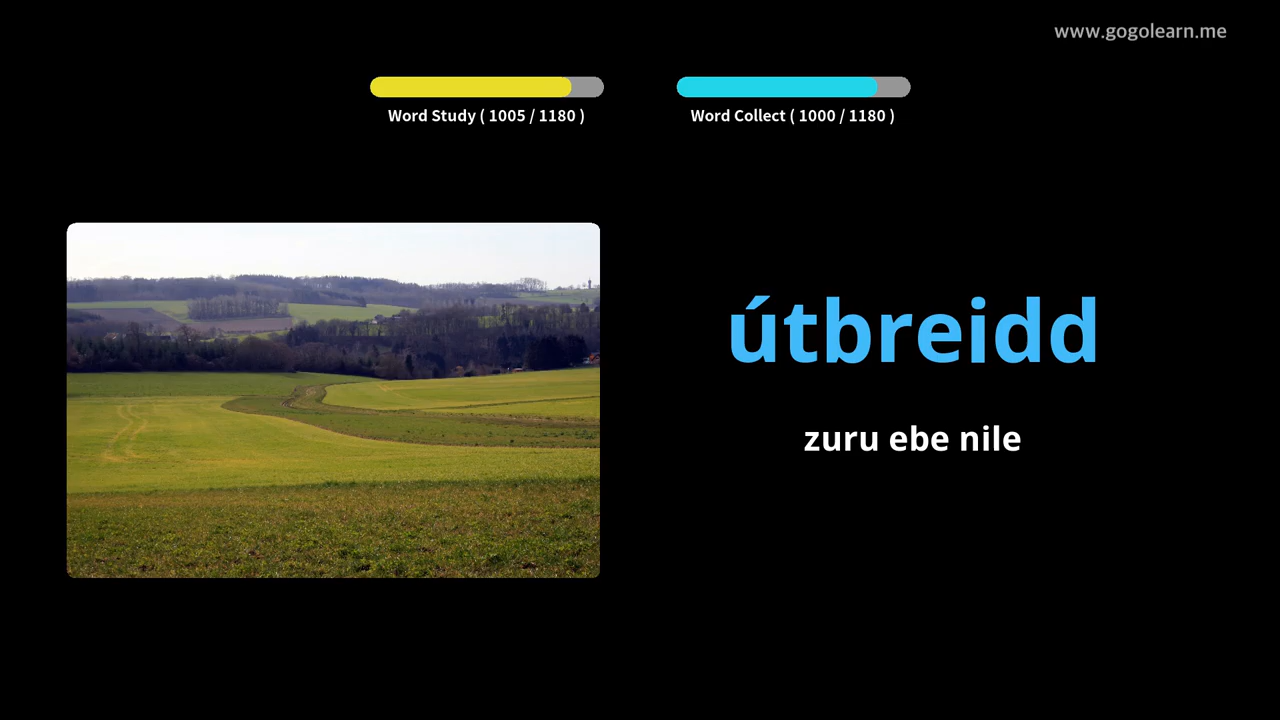 www.gogolearn.me
Word Study ( 1005 / 1180 )
Word Collect ( 1000 / 1180 )
útbreidd
zuru ebe nile